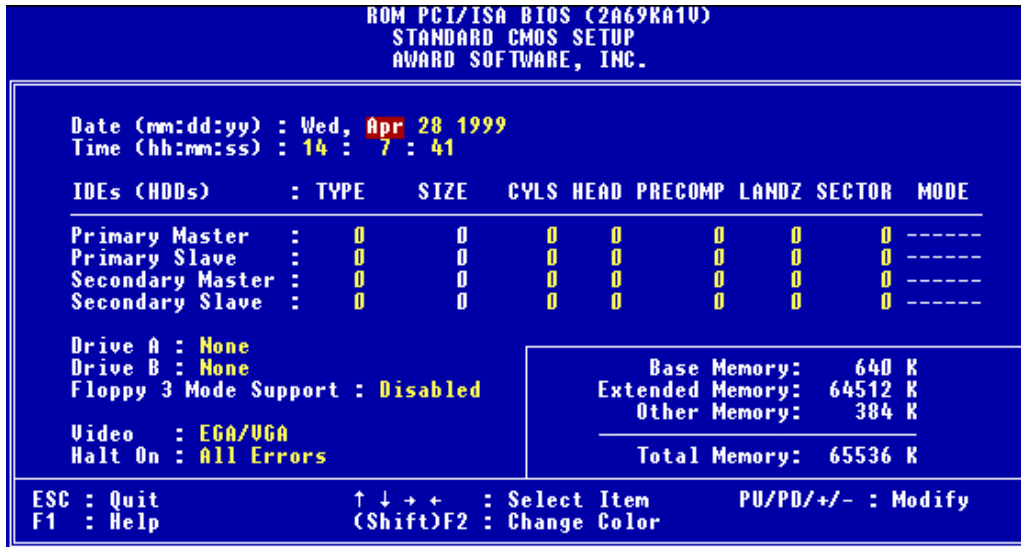 ROM PCI/ISA BIOS (2A69KA1V)
STANDARD CMOS SETUP
AWARD SOFTWARE, INC.
Date (mm:dd:yy) : Wed, Apr 28 1999
Time (hh:mm:ss) : 14 : 7 : 41
IDEs (HDDs) : TYPE SIZE CYLS HEAD PRECOMP LANDZ SECTOR MODE
Primary Master : 0 0 0 0 0 0 0 ------
Primary Slave : 0 0 0 0 0 0 0 ------
Secondary Master : 0 0 0 0 0 0 0 ------
Secondary Slave : 0 0 0 0 0 0 0 ------
Drive A : None
Drive B : None
Floppy 3 Mode Support : Disabled
Video : EGA/VGA
Halt On : All Errors
Base Memory: 640 K
Extended Memory: 64512 K
Other Memory: 384 K
Total Memory: 65536 K
ESC : Quit ↑ ↓ → ← : Select Item PU/PD/+/- : Modify
F1 : Help (Shift)F2 : Change Color